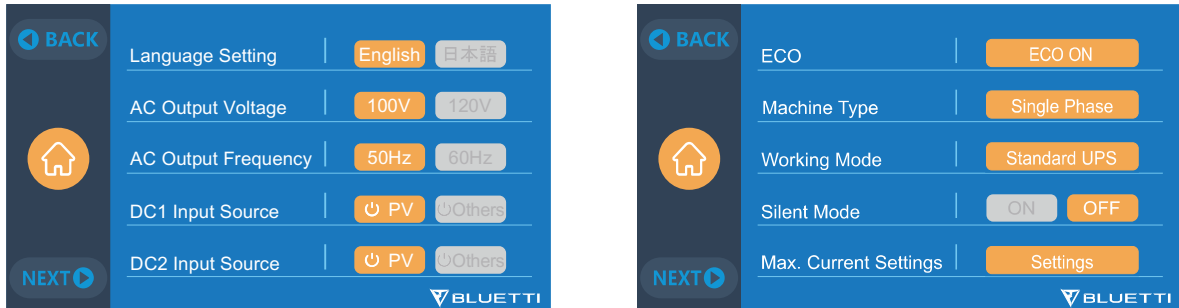 BACK
Language Setting English 日本語
AC Output Voltage 100V 120V
AC Output Frequency 50Hz 60Hz
DC1 Input Source PV Others
DC2 Input Source PV Others
NEXT
BLUETTI
BACK
ECO ECO ON
Machine Type Single Phase
Working Mode Standard UPS
Silent Mode ON OFF
Max. Current Settings Settings
NEXT
BLUETTI